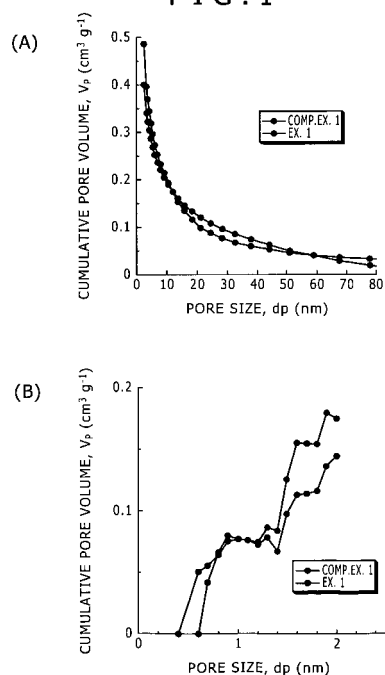 FIG. 1
(A)
CUMULATIVE PORE VOLUME, Vp (cm³ g⁻¹)
0.5
0.4
0.3
0.2
0.1
0
COMP.EX. 1
EX. 1
0 10 20 30 40 50 60 70 80
PORE SIZE, dp (nm)
(B)
CUMULATIVE PORE VOLUME, Vp (cm³ g⁻¹)
0.2
0.1
0
COMP.EX. 1
EX. 1
0 1 2
PORE SIZE, dp (nm)